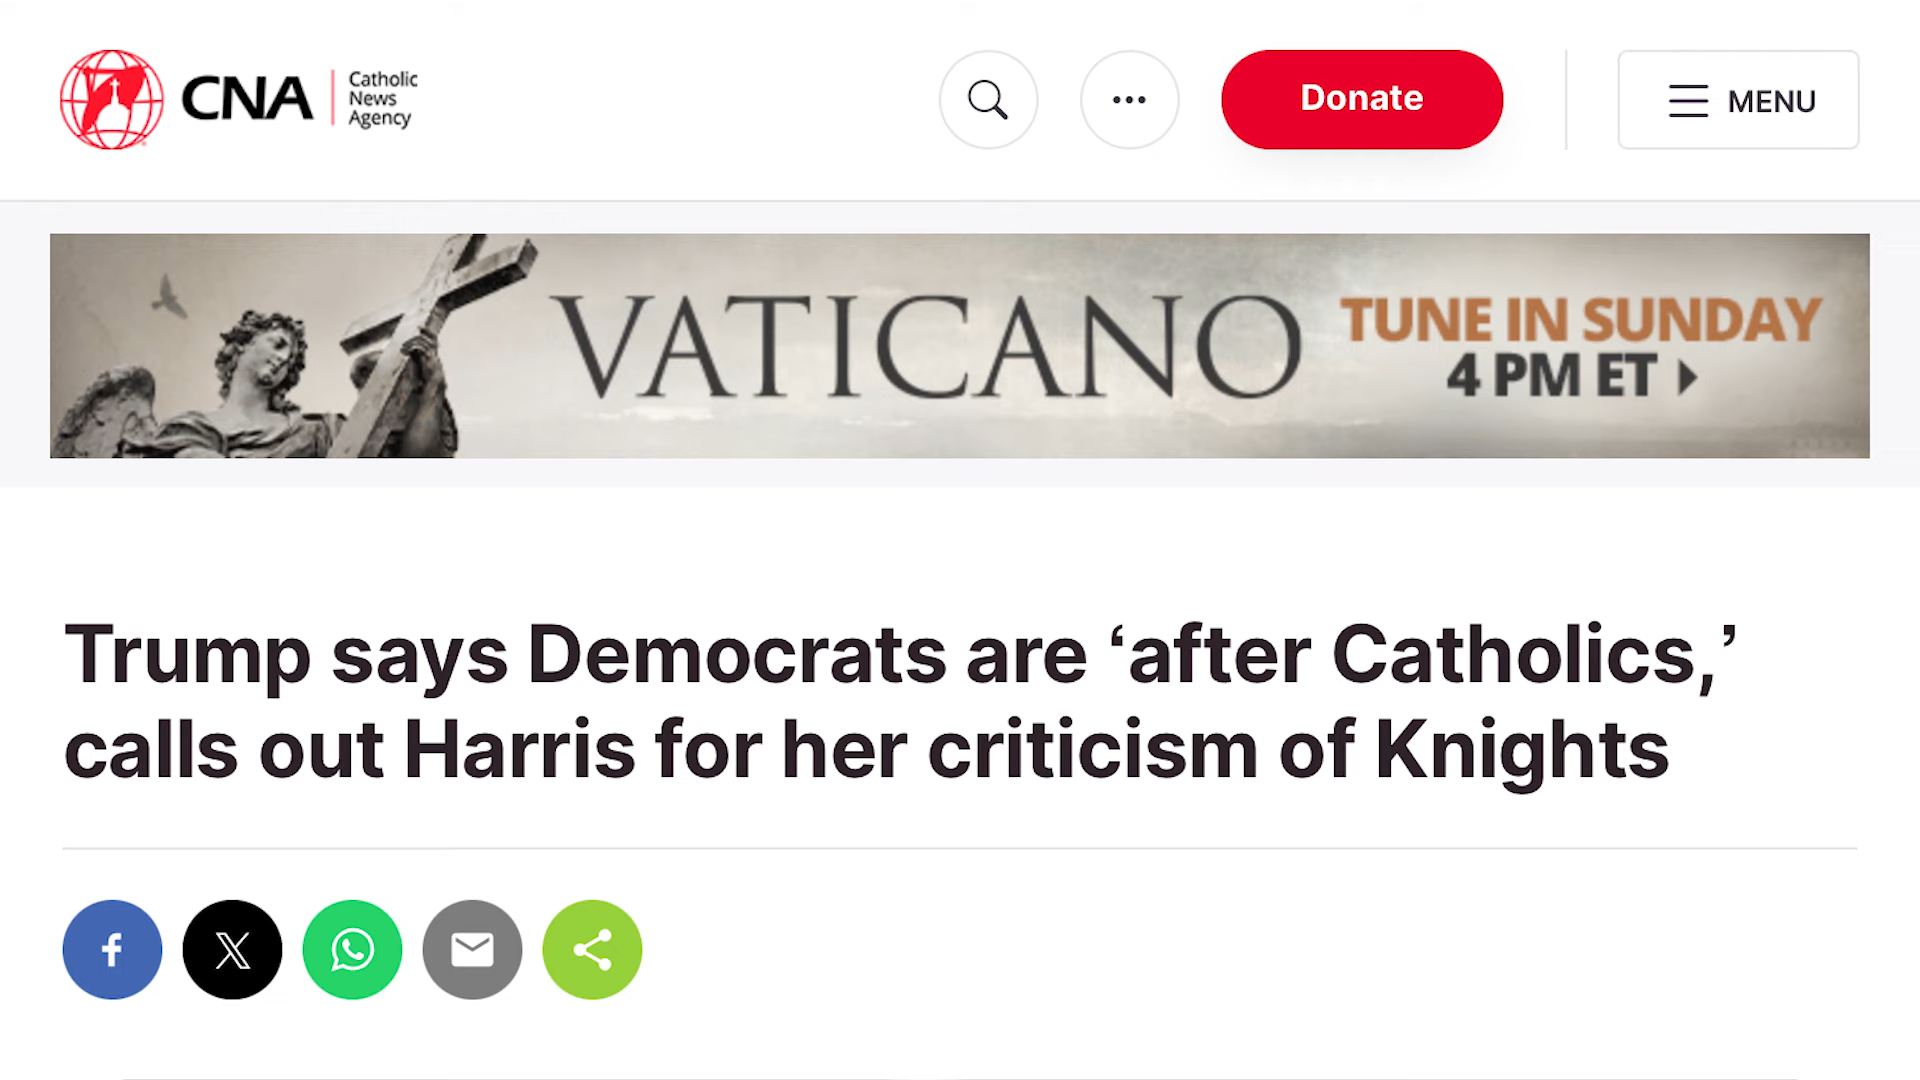 CNA
Catholic
News
Agency
Donate
MENU
VATICANO
TUNE IN SUNDAY
4 PM ET
Trump says Democrats are ‘after Catholics,’
calls out Harris for her criticism of Knights